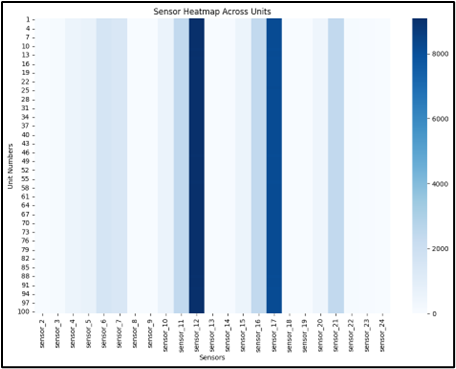 Sensor Heatmap Across Units
Unit Numbers
1
4
7
10
13
16
19
22
25
28
31
34
37
40
43
46
49
52
55
58
61
64
67
70
73
76
79
82
85
88
91
94
97
100
sensor_2
sensor_3
sensor_4
sensor_5
sensor_6
sensor_7
sensor_8
sensor_9
sensor_10
sensor_11
sensor_12
sensor_13
sensor_14
sensor_15
sensor_16
sensor_17
sensor_18
sensor_19
sensor_20
sensor_21
sensor_22
sensor_23
sensor_24
Sensors
8000
6000
4000
2000
0